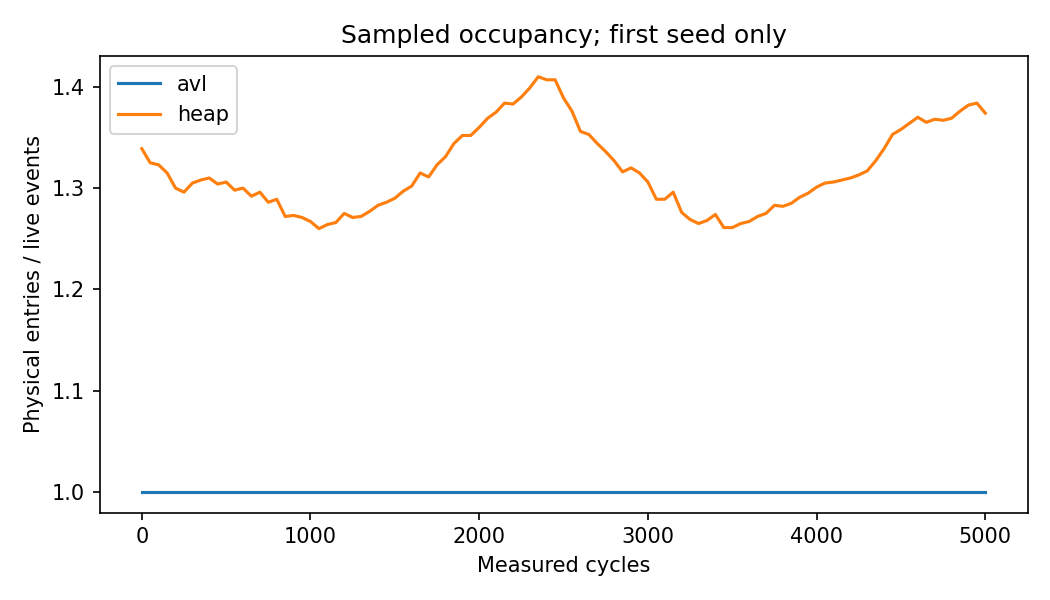 Sampled occupancy; first seed only
avl
heap
Physical entries / live events
1.4
1.3
1.2
1.1
1.0
0 1000 2000 3000 4000 5000
Measured cycles